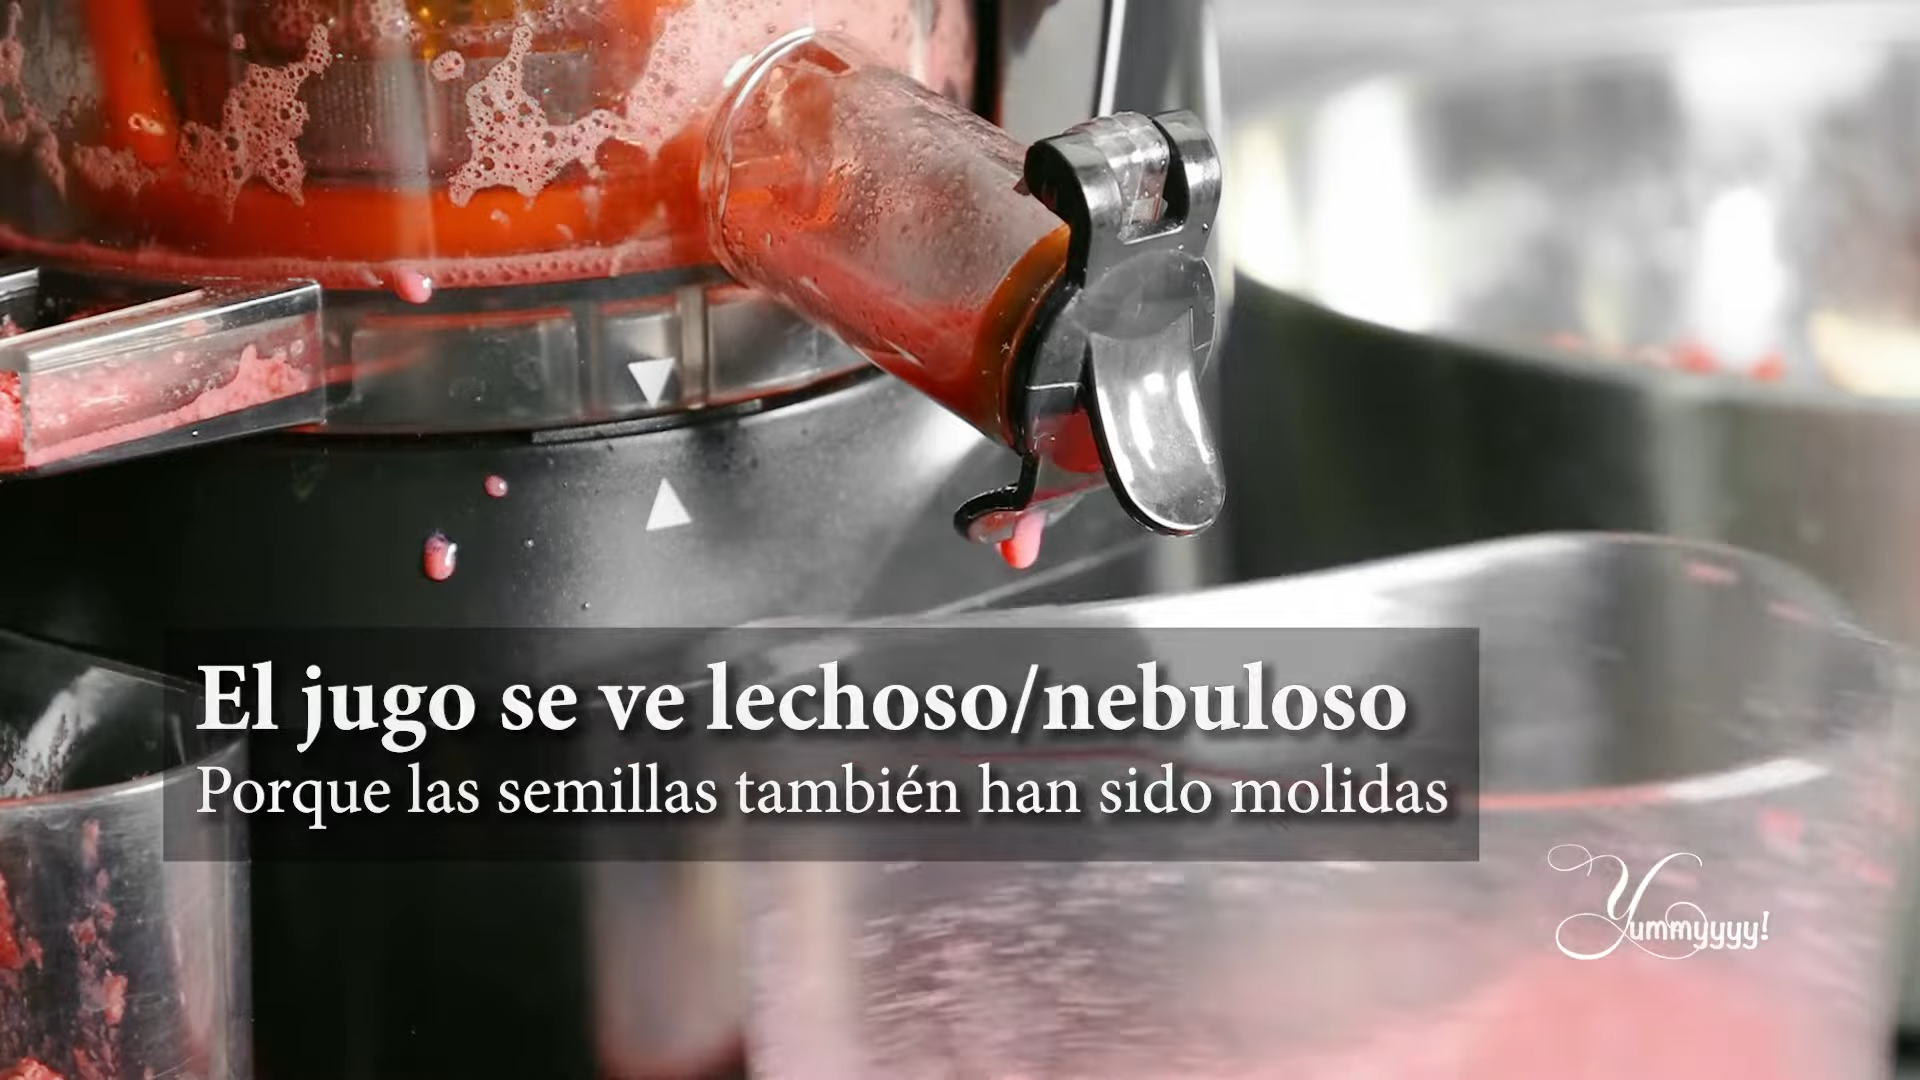 El jugo se ve lechoso/nebuloso
Porque las semillas también han sido molidas
Yummyyyy!